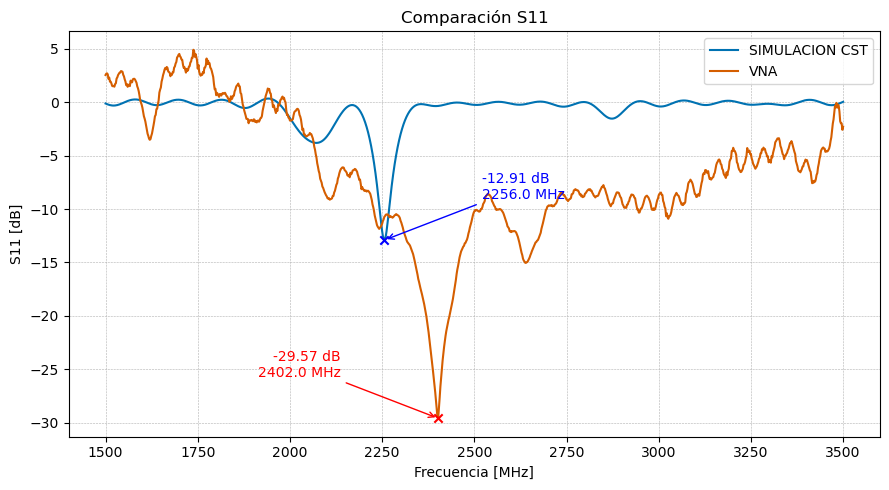 Comparación S11
SIMULACION CST
VNA
S11 [dB]
5
0
−5
−10
−15
−20
−25
−30
-12.91 dB
2256.0 MHz
-29.57 dB
2402.0 MHz
1500
1750
2000
2250
2500
2750
3000
3250
3500
Frecuencia [MHz]